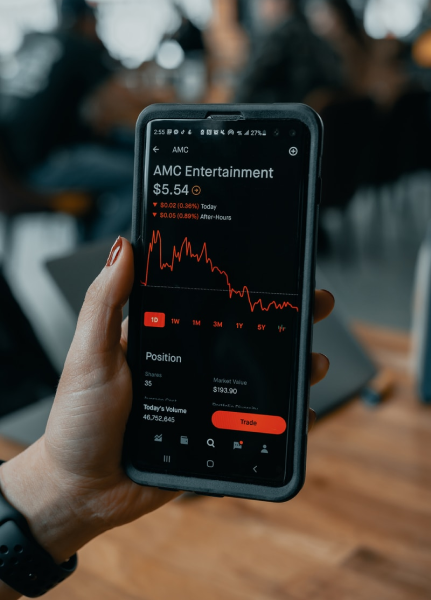 2:55 27%
AMC
AMC Entertainment
$5.54
▼ $0.02 (0.36%) Today
▼ $0.05 (0.89%) After-Hours
1D 1W 1M 3M 1Y 5Y
Position
Shares Market Value
35 $193.90
Today's Volume
46,752,645
Trade